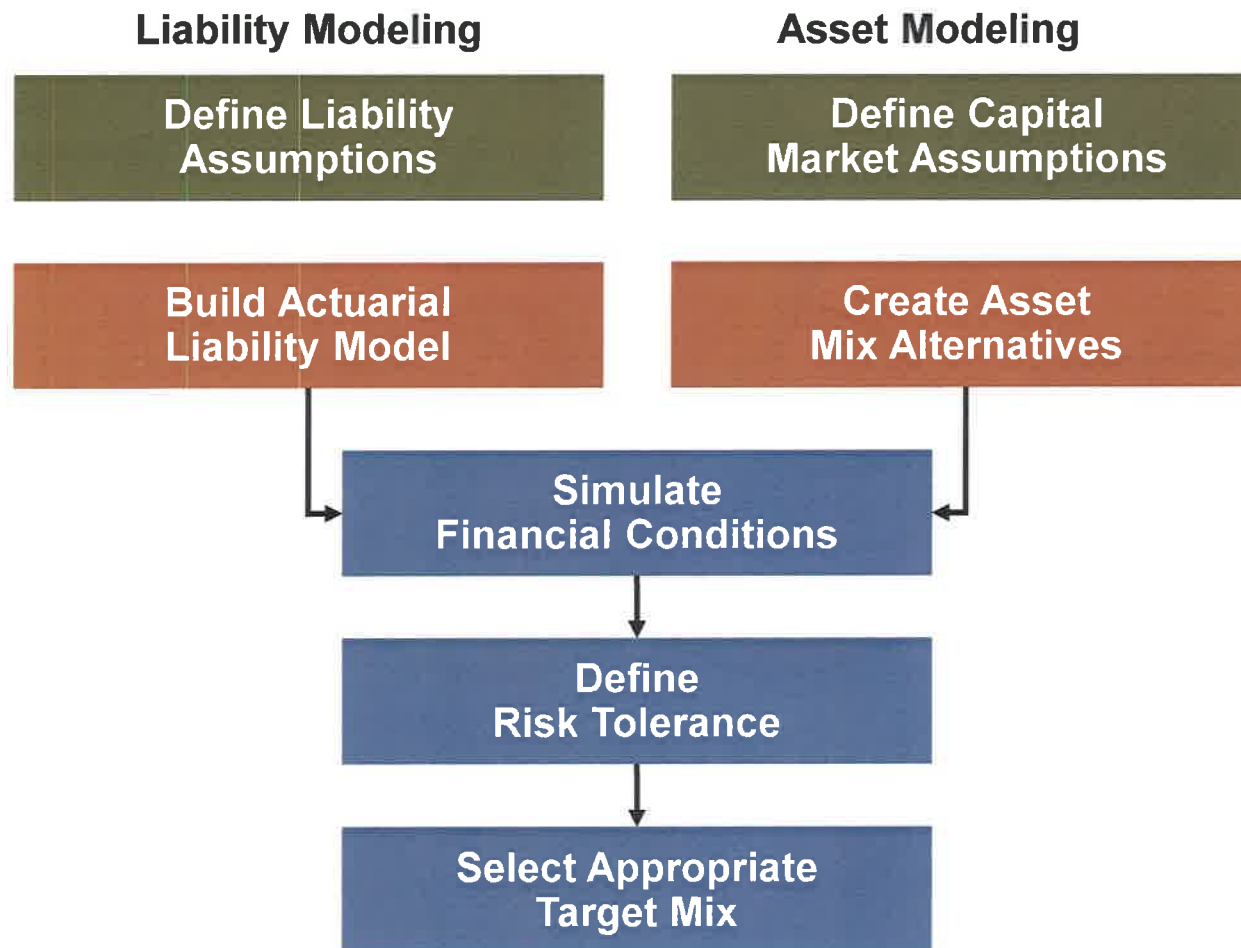 Liability Modeling
Asset Modeling
Define Liability
Assumptions
Define Capital
Market Assumptions
Build Actuarial
Liability Model
Create Asset
Mix Alternatives
Simulate
Financial Conditions
Define
Risk Tolerance
Select Appropriate
Target Mix